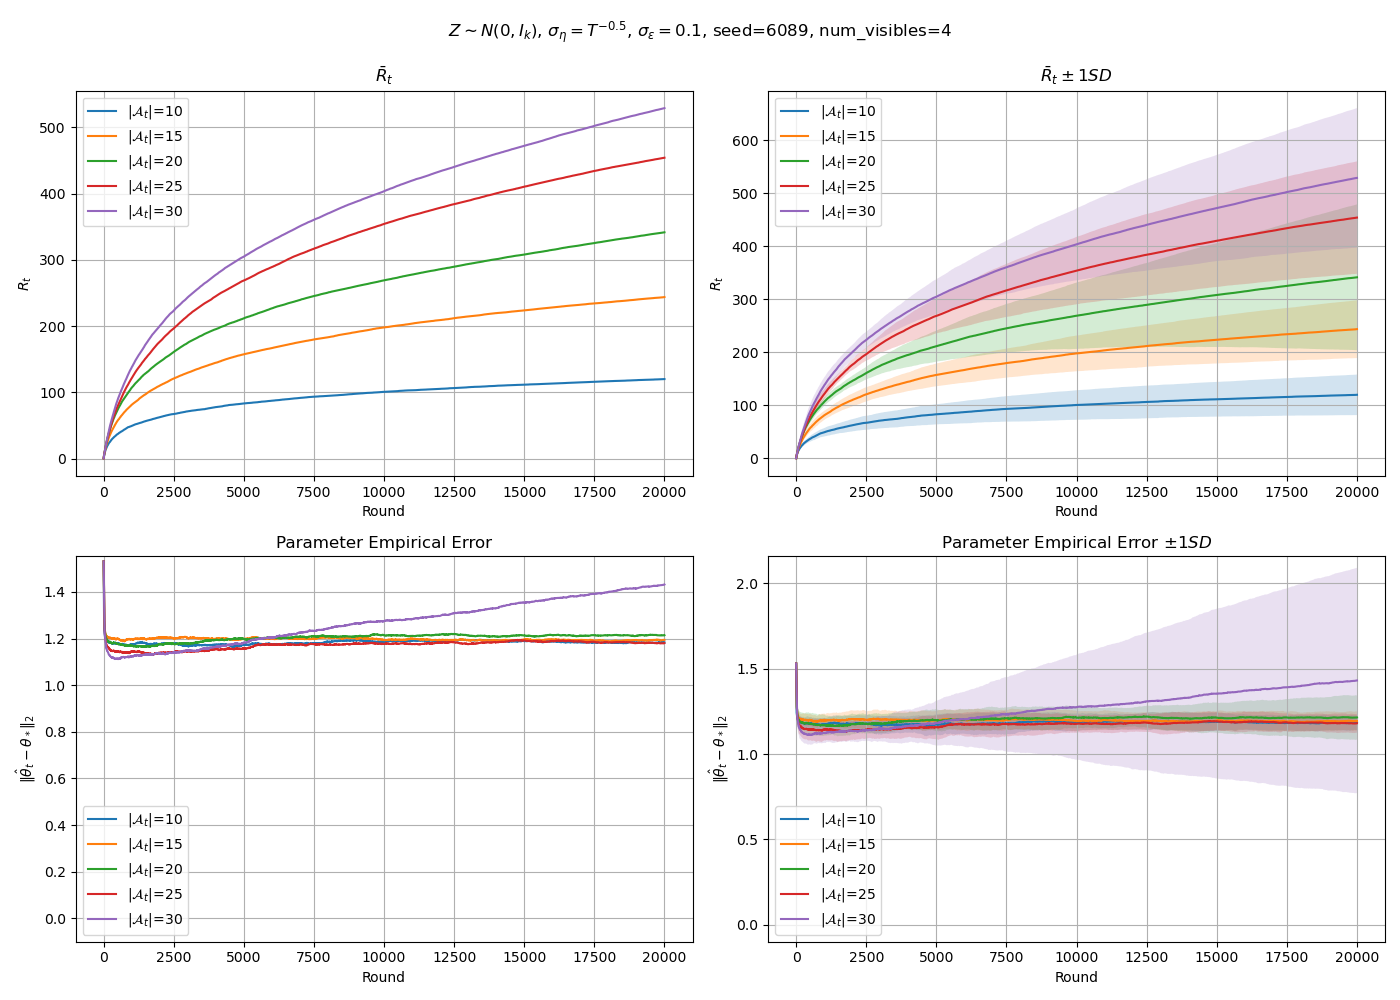 Z ∼ N(0, I_k), σ_η = T^{−0.5}, σ_ε = 0.1, seed=6089, num_visibles=4
R̄_t
500
400
300
200
100
0
R_t
|𝒜_t|=10
|𝒜_t|=15
|𝒜_t|=20
|𝒜_t|=25
|𝒜_t|=30
0 2500 5000 7500 10000 12500 15000 17500 20000
Round
R̄_t ± 1SD
600
500
400
300
200
100
0
R_t
|𝒜_t|=10
|𝒜_t|=15
|𝒜_t|=20
|𝒜_t|=25
|𝒜_t|=30
0 2500 5000 7500 10000 12500 15000 17500 20000
Round
Parameter Empirical Error
1.4
1.2
1.0
0.8
0.6
0.4
0.2
0.0
‖θ̂_t − θ_*‖_2
|𝒜_t|=10
|𝒜_t|=15
|𝒜_t|=20
|𝒜_t|=25
|𝒜_t|=30
0 2500 5000 7500 10000 12500 15000 17500 20000
Round
Parameter Empirical Error ±1SD
2.0
1.5
1.0
0.5
0.0
‖θ̂_t − θ_*‖_2
|𝒜_t|=10
|𝒜_t|=15
|𝒜_t|=20
|𝒜_t|=25
|𝒜_t|=30
0 2500 5000 7500 10000 12500 15000 17500 20000
Round